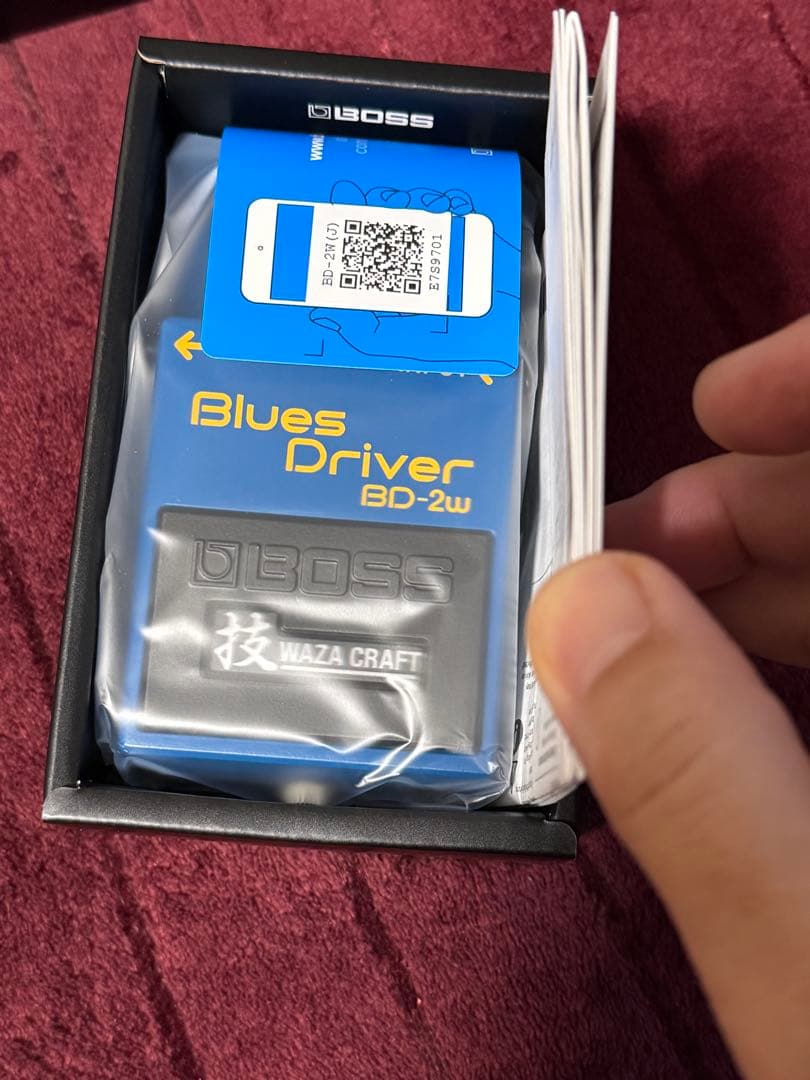 BOSS
BD-2W(J)
E7S9701
Blues
Driver
BD-2w
BOSS
技 WAZA CRAFT